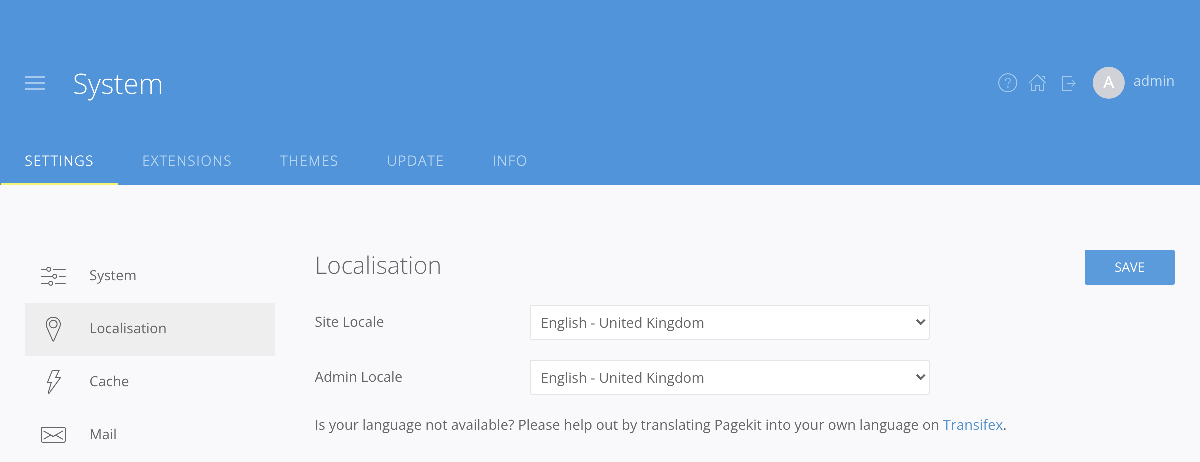 System
A admin
SETTINGS EXTENSIONS THEMES UPDATE INFO
System
Localisation
Cache
Mail
Localisation
SAVE
Site Locale English - United Kingdom
Admin Locale English - United Kingdom
Is your language not available? Please help out by translating Pagekit into your own language on Transifex.